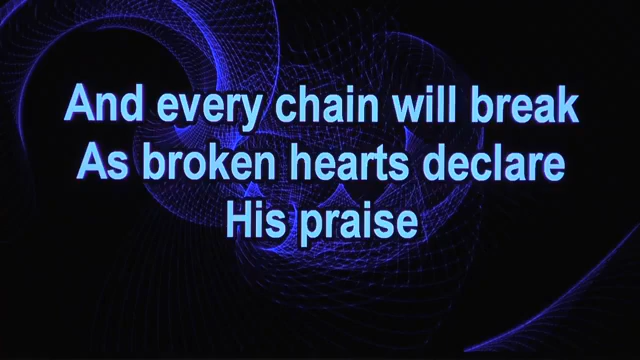 And every chain will break
As broken hearts declare
His praise